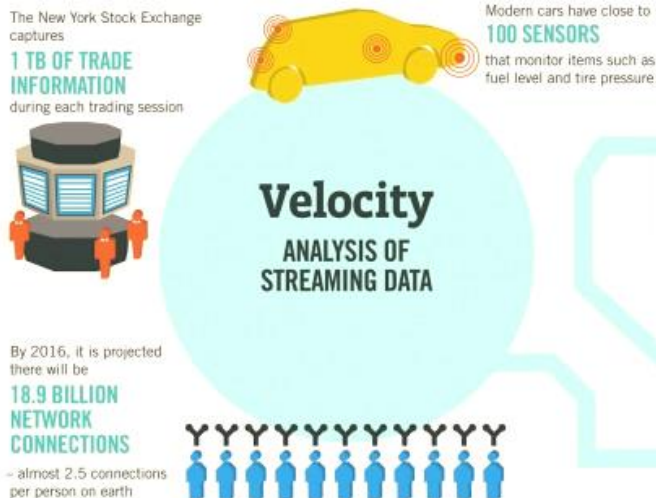 The New York Stock Exchange
captures
1 TB OF TRADE
INFORMATION
during each trading session
Modern cars have close to
100 SENSORS
that monitor items such as
fuel level and tire pressure
Velocity
ANALYSIS OF
STREAMING DATA
By 2016, it is projected
there will be
18.9 BILLION
NETWORK
CONNECTIONS
– almost 2.5 connections
per person on earth